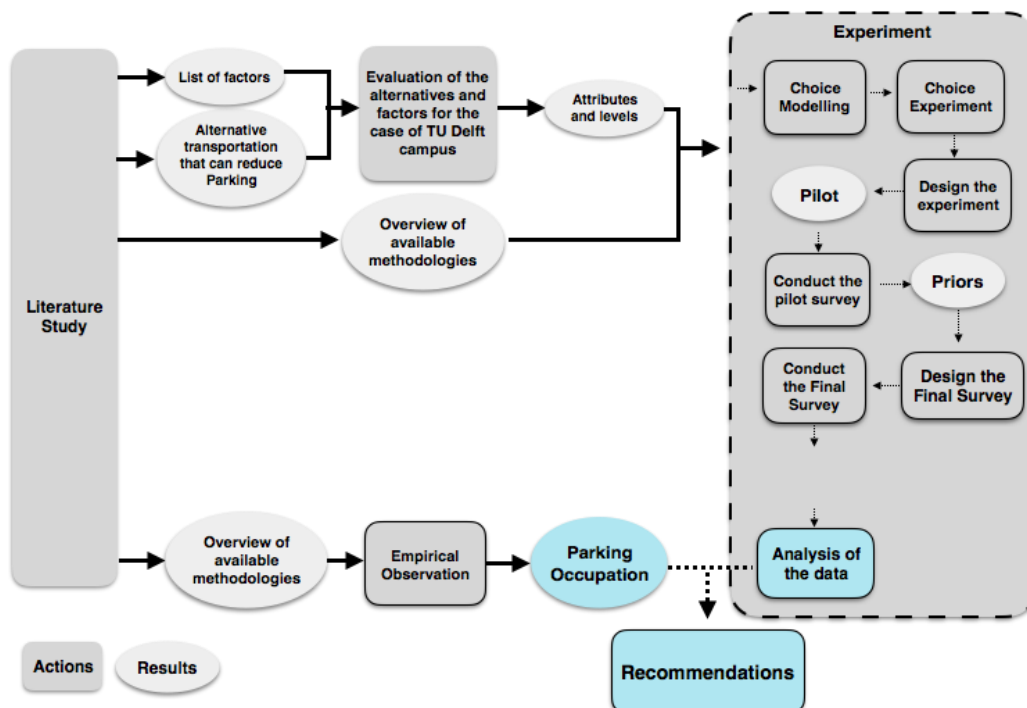 Experiment
Literature
Study
List of factors
Alternative
transportation
that can reduce
Parking
Evaluation of the
alternatives and
factors for the
case of TU Delft
campus
Attributes
and levels
Overview of
available
methodologies
Choice
Modelling
Choice
Experiment
Design the
experiment
Pilot
Conduct the
pilot survey
Priors
Design the
Final Survey
Conduct
the Final
Survey
Analysis of
the data
Overview of
available
methodologies
Empirical
Observation
Parking
Occupation
Recommendations
Actions
Results